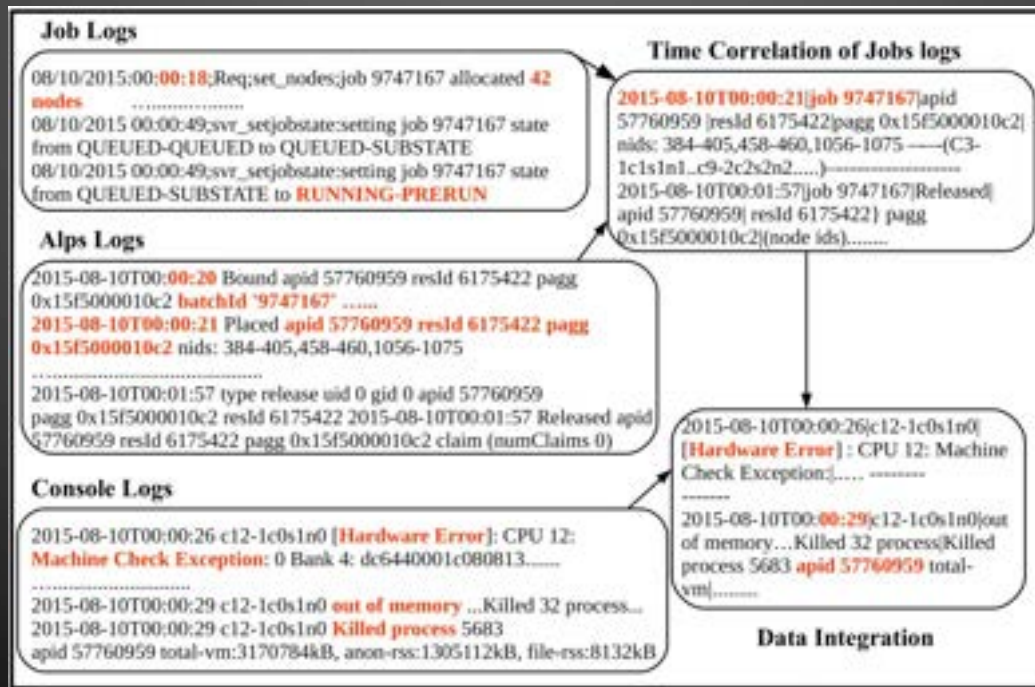 Job Logs
08/10/2015:00:00:18;Req;set_nodes;job 9747167 allocated 42
nodes ...................
08/10/2015 00:00:49;svr_setjobstate:setting job 9747167 state
from QUEUED-QUEUED to QUEUED-SUBSTATE
08/10/2015 00:00:49;svr_setjobstate:setting job 9747167 state
from QUEUED-SUBSTATE to RUNNING-PRERUN
Alps Logs
2015-08-10T00:00:20 Bound apid 57760959 resId 6175422 pagg
0x15f5000010c2 batchId '9747167' ......
2015-08-10T00:00:21 Placed apid 57760959 resId 6175422 pagg
0x15f5000010c2 nids: 384-405,458-460,1056-1075
.............................................
2015-08-10T00:01:57 type release uid 0 gid 0 apid 57760959
pagg 0x15f5000010c2 resId 6175422 2015-08-10T00:01:57 Released apid
57760959 resId 6175422 pagg 0x15f5000010c2 claim (numClaims 0)
Console Logs
2015-08-10T00:00:26 c12-1c0s1n0 [Hardware Error]: CPU 12:
Machine Check Exception: 0 Bank 4: dc6440001c080813......
..............................
2015-08-10T00:00:29 c12-1c0s1n0 out of memory ...Killed 32 process...
2015-08-10T00:00:29 c12-1c0s1n0 Killed process 5683
apid 57760959 total-vm:3170784kB, anon-rss:1305112kB, file-rss:8132kB
Time Correlation of Jobs logs
2015-08-10T00:00:21|job 9747167|apid
57760959 |resId 6175422|pagg 0x15f5000010c2|
nids: 384-405,458-460,1056-1075 -----(C3-
1c1s1n1..c9-2c2s2n2.....)---------------------
2015-08-10T00:01:57|job 9747167|Released|
apid 57760959| resId 6175422} pagg
0x15f5000010c2|(node ids)........
2015-08-10T00:00:26|c12-1c0s1n0|
[Hardware Error] : CPU 12: Machine
Check Exception:|..... ---------
--------
2015-08-10T00:00:29|c12-1c0s1n0|out
of memory...Killed 32 process|Killed
process 5683 apid 57760959 total-
vm|........
Data Integration